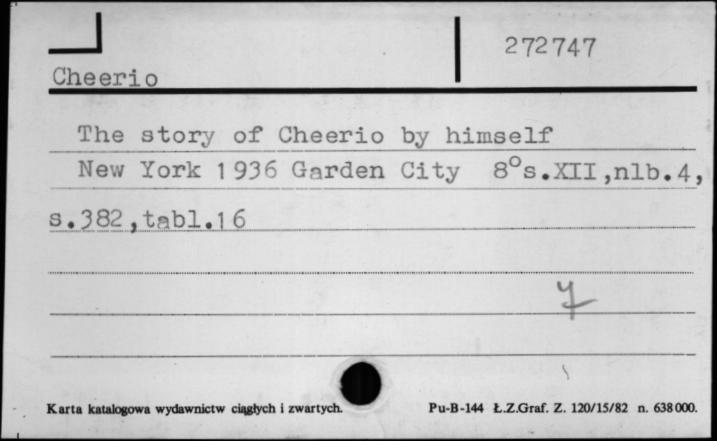 272747
Cheerio
The story of Cheerio by himself
New York 1936 Garden City 8°s.XII,nlb.4,
s.382,tabl.16
Karta katalogowa wydawnictw ciągłych i zwartych. Pu-B-144 Ł.Z.Graf. Z. 120/15/82 n. 638000.